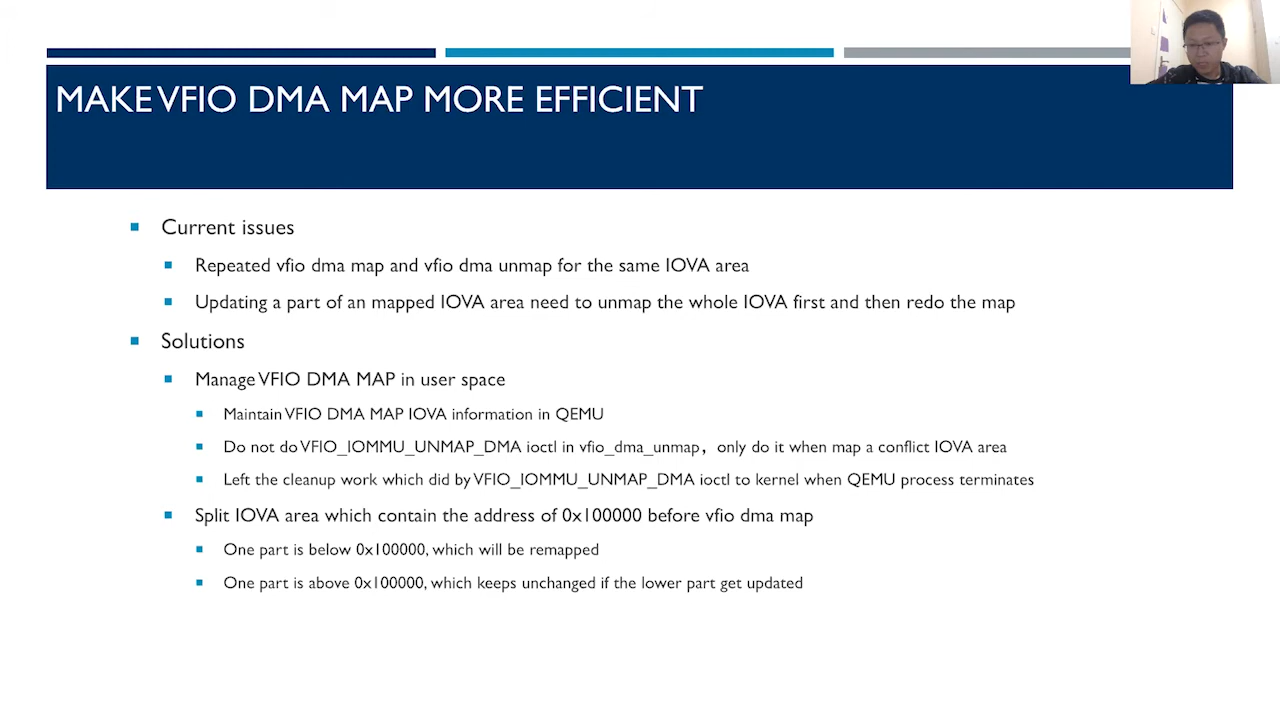 MAKE VFIO DMA MAP MORE EFFICIENT
Current issues
Repeated vfio dma map and vfio dma unmap for the same IOVA area
Updating a part of an mapped IOVA area need to unmap the whole IOVA first and then redo the map
Solutions
Manage VFIO DMA MAP in user space
Maintain VFIO DMA MAP IOVA information in QEMU
Do not do VFIO_IOMMU_UNMAP_DMA ioctl in vfio_dma_unmap，only do it when map a conflict IOVA area
Left the cleanup work which did by VFIO_IOMMU_UNMAP_DMA ioctl to kernel when QEMU process terminates
Split IOVA area which contain the address of 0x100000 before vfio dma map
One part is below 0x100000, which will be remapped
One part is above 0x100000, which keeps unchanged if the lower part get updated